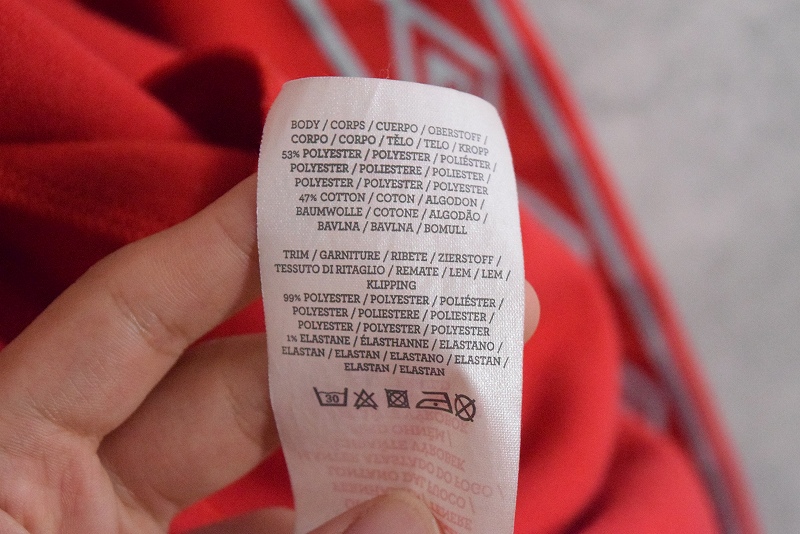 BODY / CORPS / CUERPO / OBERSTOFF /
CORPO / CORPO / TĚLO / TELO / KROPP
53% POLYESTER / POLYESTER / POLIÉSTER /
POLYESTER / POLIESTERE / POLIESTER /
POLYESTER / POLYESTER / POLYESTER
47% COTTON / COTON / ALGODON /
BAUMWOLLE / COTONE / ALGODÃO /
BAVLNA / BAVLNA / BOMULL
TRIM / GARNITURE / RIBETE / ZIERSTOFF /
TESSUTO DI RITAGLIO / REMATE / LEM / LEM /
KLIPPING
99% POLYESTER / POLYESTER / POLIÉSTER /
POLYESTER / POLIESTERE / POLIESTER /
POLYESTER / POLYESTER / POLYESTER
1% ELASTANE / ÉLASTHANNE / ELASTANO /
ELASTAN / ELASTAN / ELASTANO / ELASTAN /
ELASTAN / ELASTAN
30